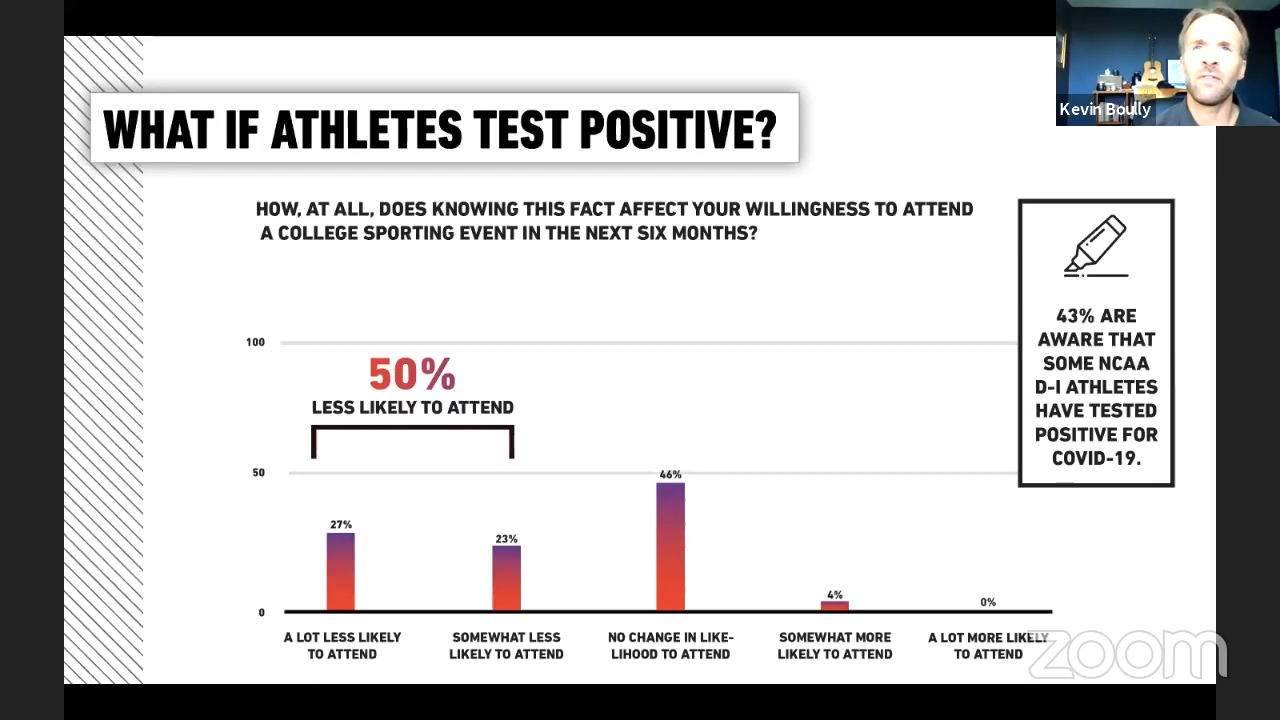 Kevin Boully
WHAT IF ATHLETES TEST POSITIVE?
HOW, AT ALL, DOES KNOWING THIS FACT AFFECT YOUR WILLINGNESS TO ATTEND
A COLLEGE SPORTING EVENT IN THE NEXT SIX MONTHS?
43% ARE
AWARE THAT
SOME NCAA
D-I ATHLETES
HAVE TESTED
POSITIVE FOR
COVID-19.
100
50%
LESS LIKELY TO ATTEND
50
46%
27%
23%
4%
0%
0
A LOT LESS LIKELY
TO ATTEND
SOMEWHAT LESS
LIKELY TO ATTEND
NO CHANGE IN LIKE-
LIHOOD TO ATTEND
SOMEWHAT MORE
LIKELY TO ATTEND
A LOT MORE LIKELY
TO ATTEND
zoom